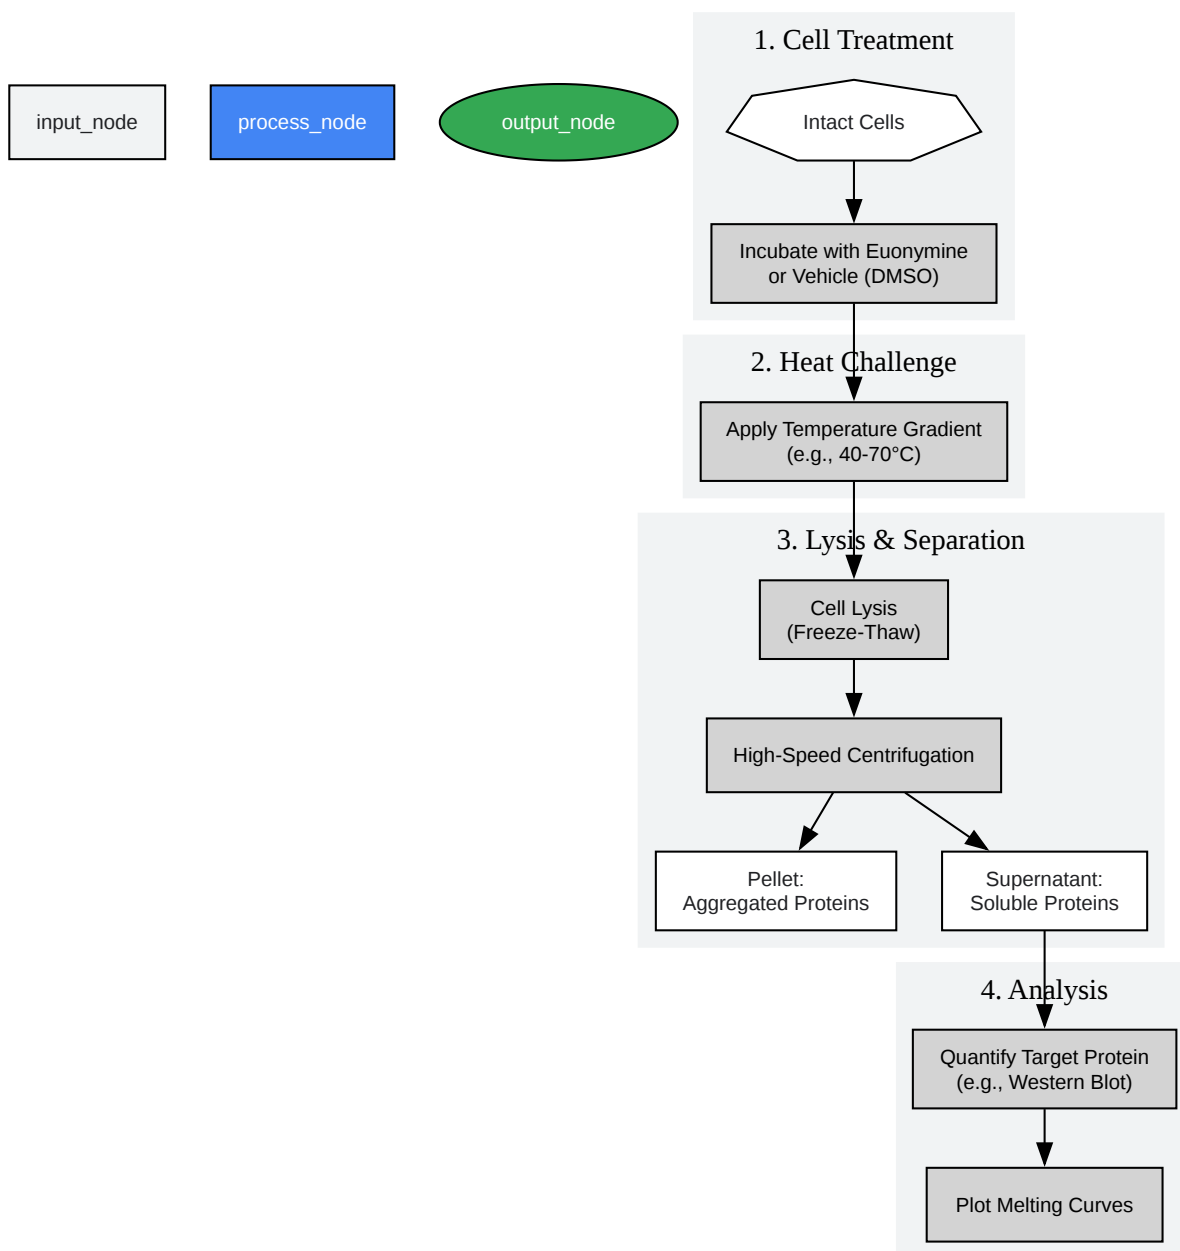 input_node
process_node
output_node
1. Cell Treatment
Intact Cells
Incubate with Euonymine
or Vehicle (DMSO)
2. Heat Challenge
Apply Temperature Gradient
(e.g., 40-70°C)
3. Lysis & Separation
Cell Lysis
(Freeze-Thaw)
High-Speed Centrifugation
Pellet:
Aggregated Proteins
Supernatant:
Soluble Proteins
4. Analysis
Quantify Target Protein
(e.g., Western Blot)
Plot Melting Curves